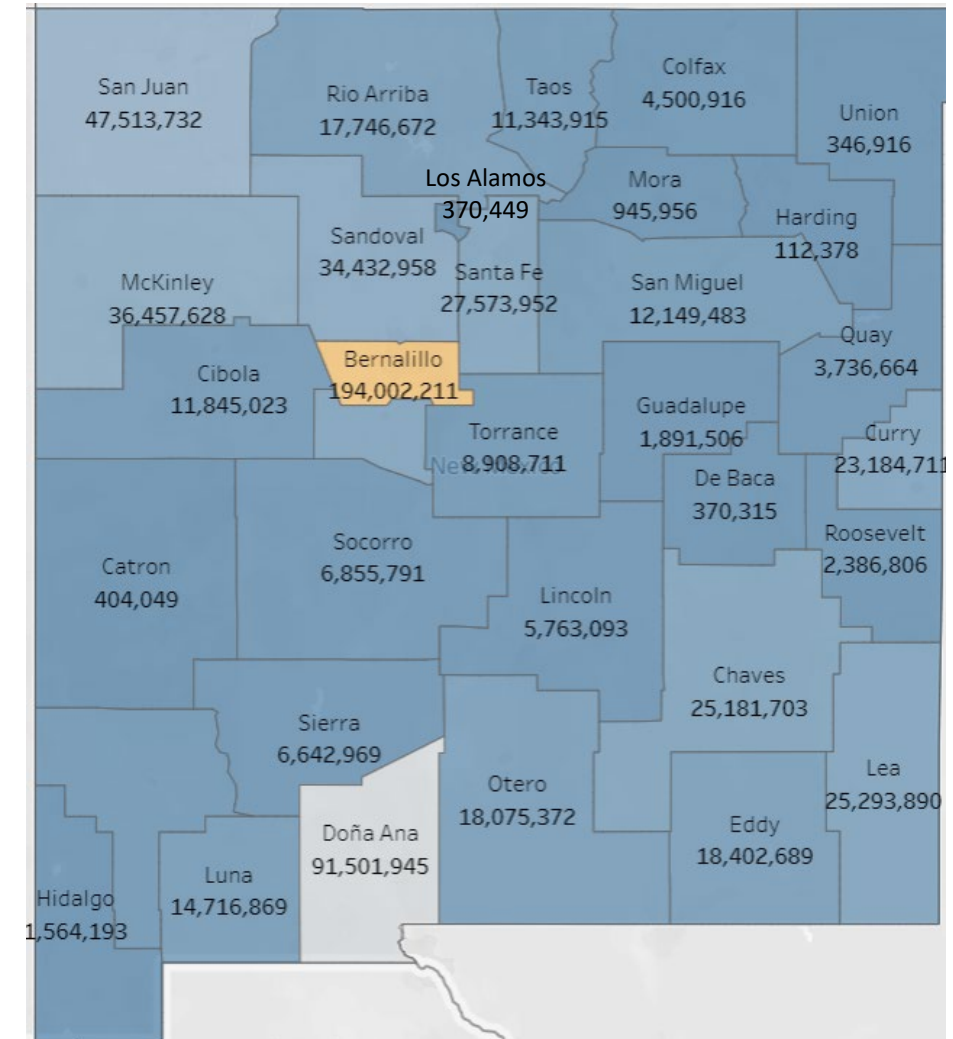 San Juan
47,513,732
Rio Arriba
17,746,672
Taos
11,343,915
Colfax
4,500,916
Union
346,916
Los Alamos
370,449
Mora
945,956
Harding
112,378
Sandoval
34,432,958
Santa Fe
27,573,952
San Miguel
12,149,483
McKinley
36,457,628
Quay
3,736,664
Bernalillo
194,002,211
Cibola
11,845,023
Guadalupe
1,891,506
Curry
23,184,711
Torrance
8,908,711
New Mexico
De Baca
370,315
Roosevelt
2,386,806
Socorro
6,855,791
Catron
404,049
Lincoln
5,763,093
Chaves
25,181,703
Sierra
6,642,969
Lea
25,293,890
Otero
18,075,372
Eddy
18,402,689
Doña Ana
91,501,945
Luna
14,716,869
Hidalgo
1,564,193